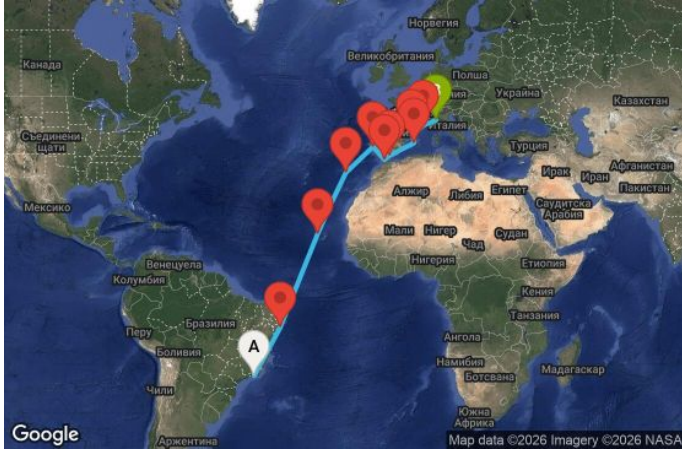 Норвегия
Канада
Великобритания
Полша
ния
Украйна
Казахстан
Италия
Съединени
щати
Турция
Ирак
Афганистан
Иран
Пакистан
Алжир
Либия
Египет
Саудитска
Арабия
Мексико
Мали
Нигер
Судан
Чад
Нигерия
Етиопия
Венецуела
Колумбия
Кения
Бразилия
Танзания
Перу
A
Ангола
Боливия
Намибия
Мадагаскар
Ботсвана
Чили
Южна
Африка
Google
Аржентина
Map data ©2026 Imagery ©2026 NASA